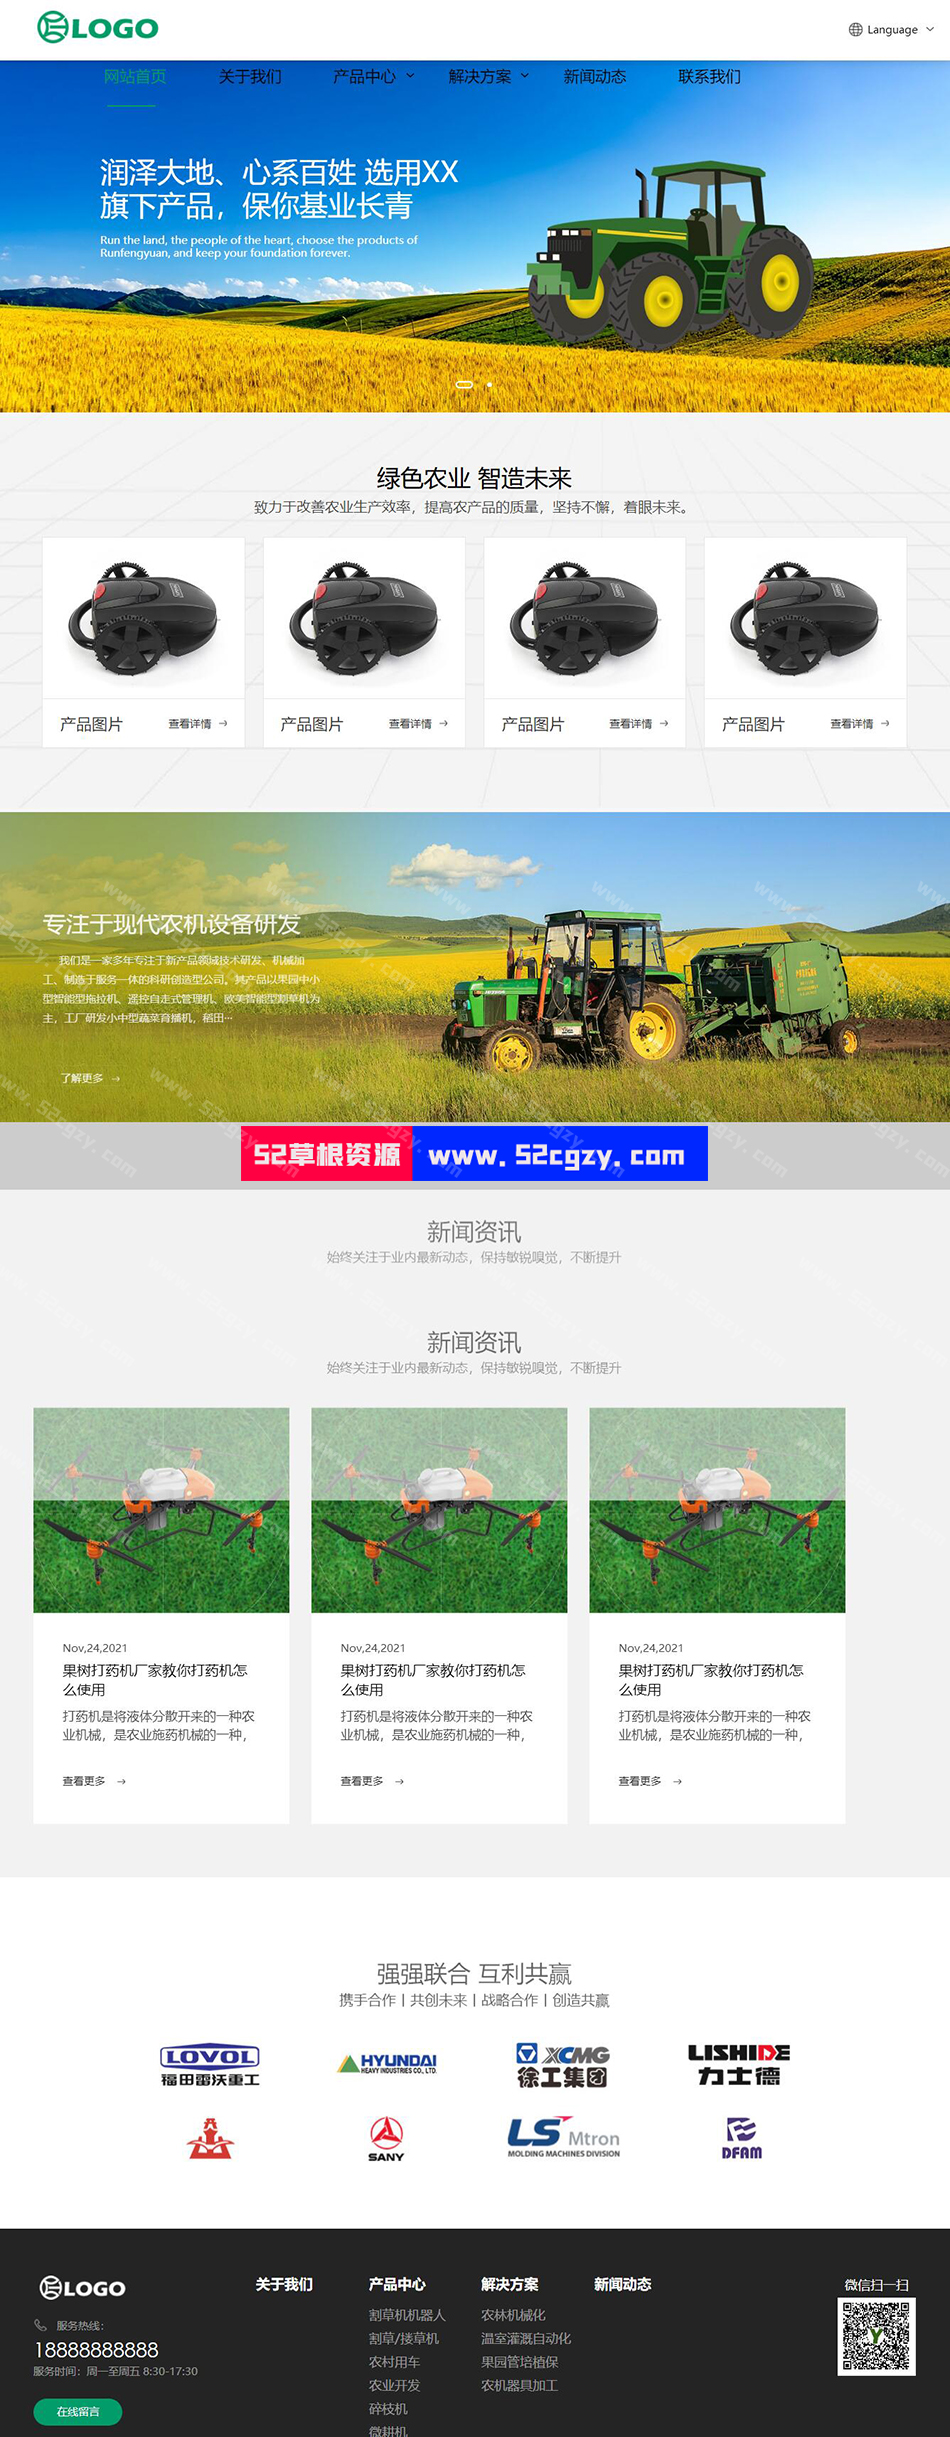 LOGO
Language
网站首页 关于我们 产品中心 解决方案 新闻动态 联系我们
润泽大地、心系百姓 选用XX
旗下产品，保你基业长青
Run the land, the people of the heart, choose the products of
Runfengyuan, and keep your foundation forever.
绿色农业 智造未来
致力于改善农业生产效率，提高农产品的质量，坚持不懈，着眼未来。
产品图片 查看详情 →
产品图片 查看详情 →
产品图片 查看详情 →
产品图片 查看详情 →
专注于现代农机设备研发
我们是一家多年专注于新产品领域技术研发、机械加
工、制造于服务一体的科研创造型公司。其产品以果园中小
型智能型拖拉机、遥控自走式管理机、欧美智能型割草机为
主，工厂研发小中型蔬菜育播机，稻田···
了解更多 →
52草根资源 www.52cgzy.com
新闻资讯
始终关注于业内最新动态，保持敏锐嗅觉，不断提升
新闻资讯
始终关注于业内最新动态，保持敏锐嗅觉，不断提升
Nov,24,2021
果树打药机厂家教你打药机怎
么使用
打药机是将液体分散开来的一种农
业机械，是农业施药机械的一种，
查看更多 →
Nov,24,2021
果树打药机厂家教你打药机怎
么使用
打药机是将液体分散开来的一种农
业机械，是农业施药机械的一种，
查看更多 →
Nov,24,2021
果树打药机厂家教你打药机怎
么使用
打药机是将液体分散开来的一种农
业机械，是农业施药机械的一种，
查看更多 →
强强联合 互利共赢
携手合作丨共创未来丨战略合作丨创造共赢
LOVOL
福田雷沃重工
HYUNDAI
HEAVY INDUSTRIES CO., LTD.
XCMG
徐工集团
LISHIDE
力士德
SANY
LS Mtron
MOLDING MACHINES DIVISION
DFAM
LOGO
服务热线：
18888888888
服务时间：周一至周五 8:30-17:30
在线留言
关于我们
产品中心
割草机机器人
割草/搂草机
农村用车
农业开发
碎枝机
微耕机
解决方案
农林机械化
温室灌溉自动化
果园管培植保
农机器具加工
新闻动态
微信扫一扫